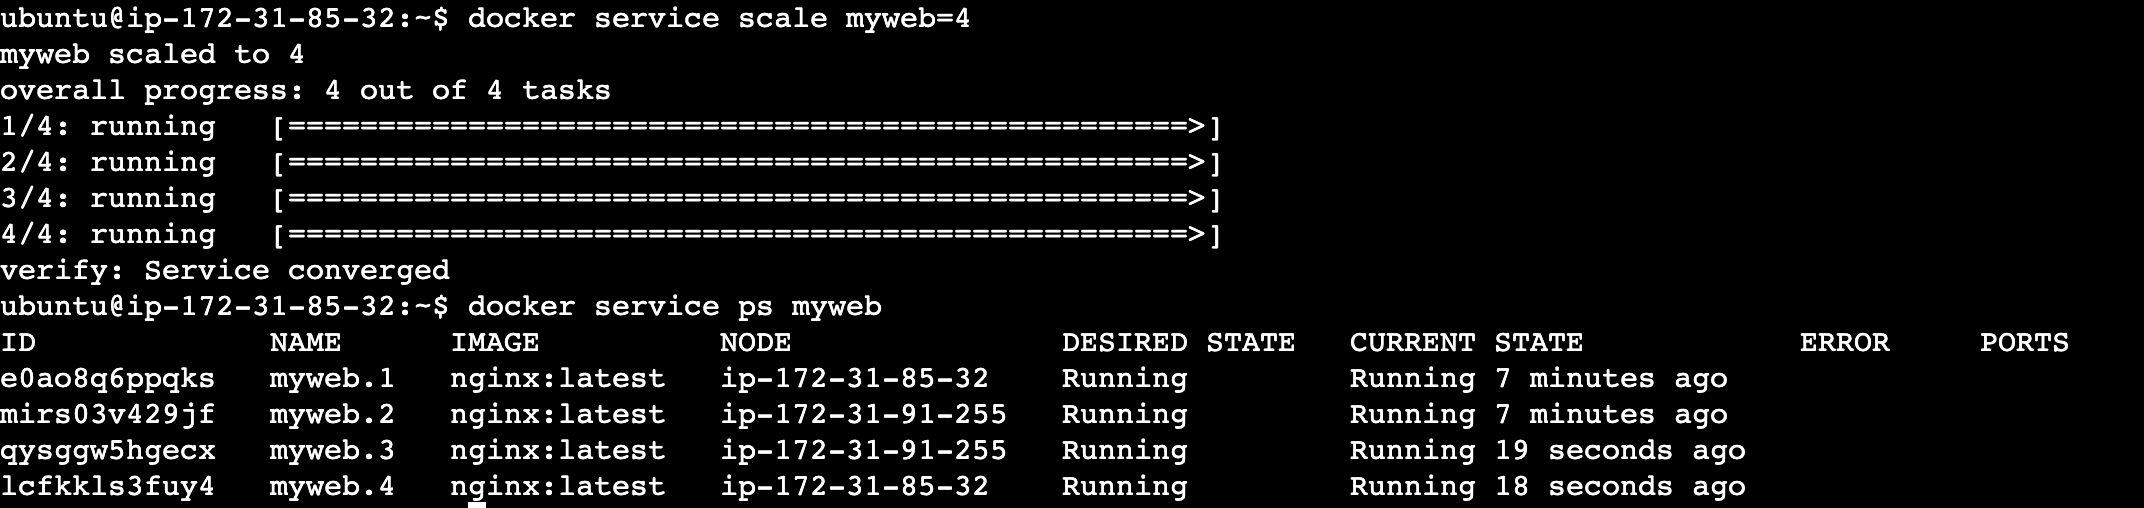 ubuntu@ip-172-31-85-32:~$ docker service scale myweb=4
myweb scaled to 4
overall progress: 4 out of 4 tasks
1/4: running   [==================================================>]
2/4: running   [==================================================>]
3/4: running   [==================================================>]
4/4: running   [==================================================>]
verify: Service converged
ubuntu@ip-172-31-85-32:~$ docker service ps myweb
ID             NAME      IMAGE          NODE               DESIRED STATE   CURRENT STATE            ERROR     PORTS
e0ao8q6ppqks   myweb.1   nginx:latest   ip-172-31-85-32    Running         Running 7 minutes ago
mirs03v429jf   myweb.2   nginx:latest   ip-172-31-91-255   Running         Running 7 minutes ago
qysggw5hgecx   myweb.3   nginx:latest   ip-172-31-91-255   Running         Running 19 seconds ago
lcfkkls3fuy4   myweb.4   nginx:latest   ip-172-31-85-32    Running         Running 18 seconds ago